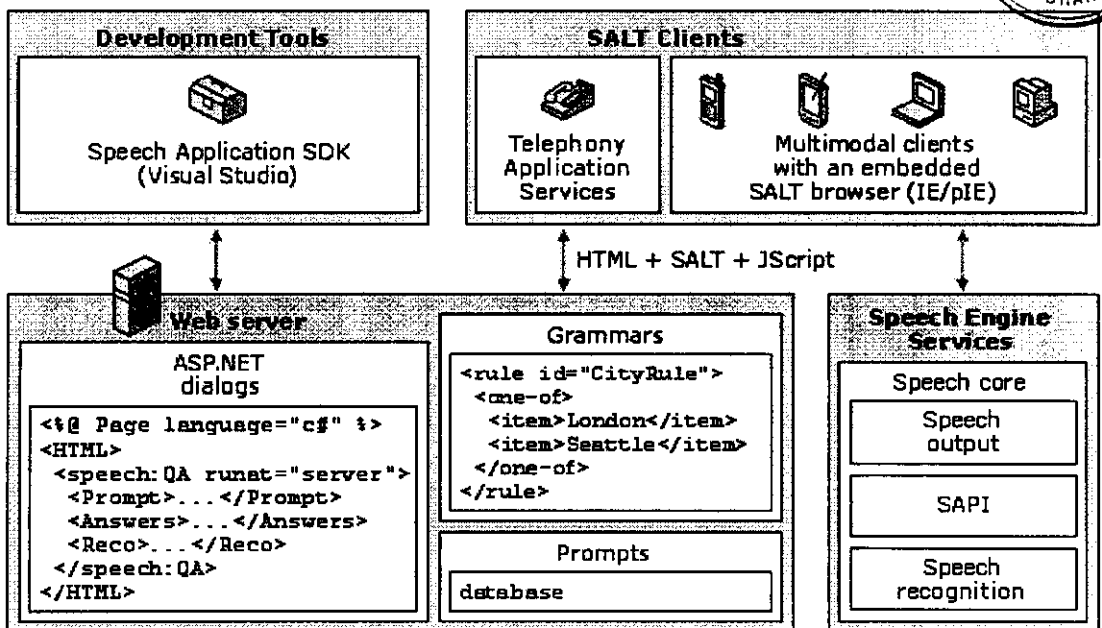 Development Tools
Speech Application SDK
(Visual Studio)
SALT Clients
Telephony
Application
Services
Multimodal clients
with an embedded
SALT browser (IE/pIE)
HTML + SALT + JScript
Web server
ASP.NET
dialogs
<%@ Page language="c#" %>
<HTML>
<speech:QA runat="server">
<Prompt>...</Prompt>
<Answers>...</Answers>
<Reco>...</Reco>
</speech:QA>
</HTML>
Grammars
<rule id="CityRule">
<one-of>
<item>London</item>
<item>Seattle</item>
</one-of>
</rule>
Prompts
database
Speech Engine
Services
Speech core
Speech
output
SAPI
Speech
recognition